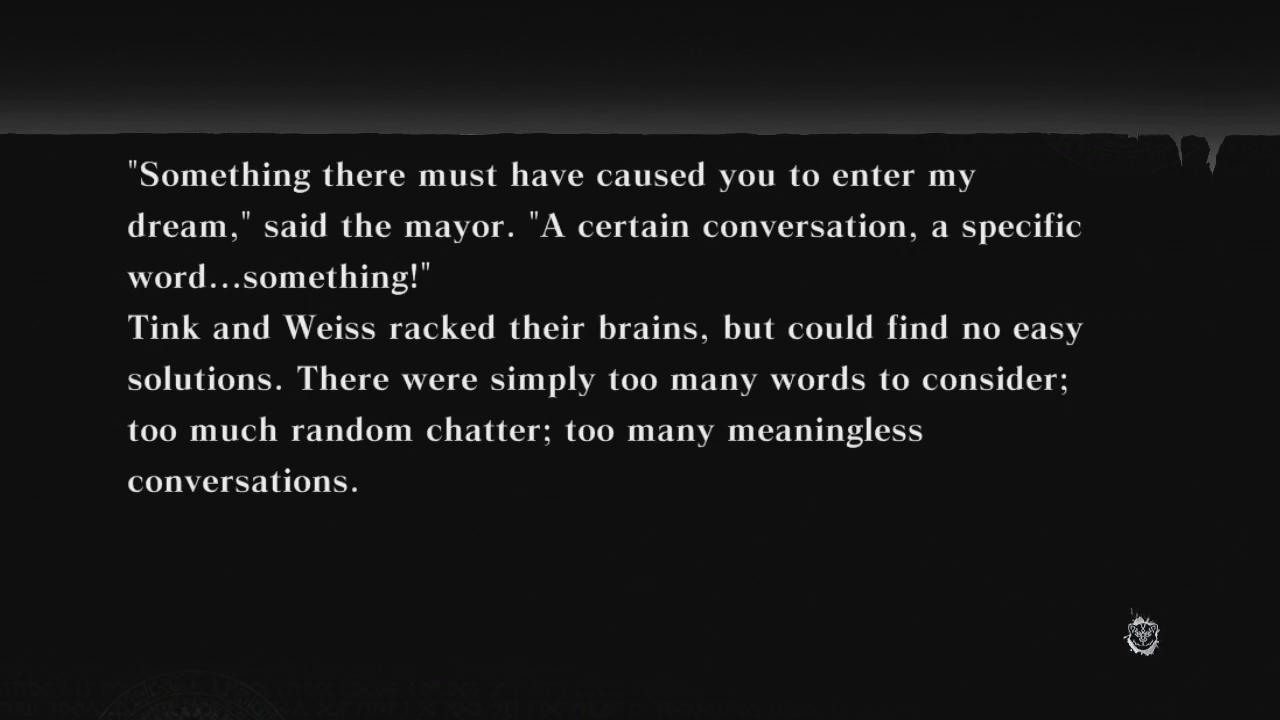 "Something there must have caused you to enter my
dream," said the mayor. "A certain conversation, a specific
word...something!"
Tink and Weiss racked their brains, but could find no easy
solutions. There were simply too many words to consider;
too much random chatter; too many meaningless
conversations.